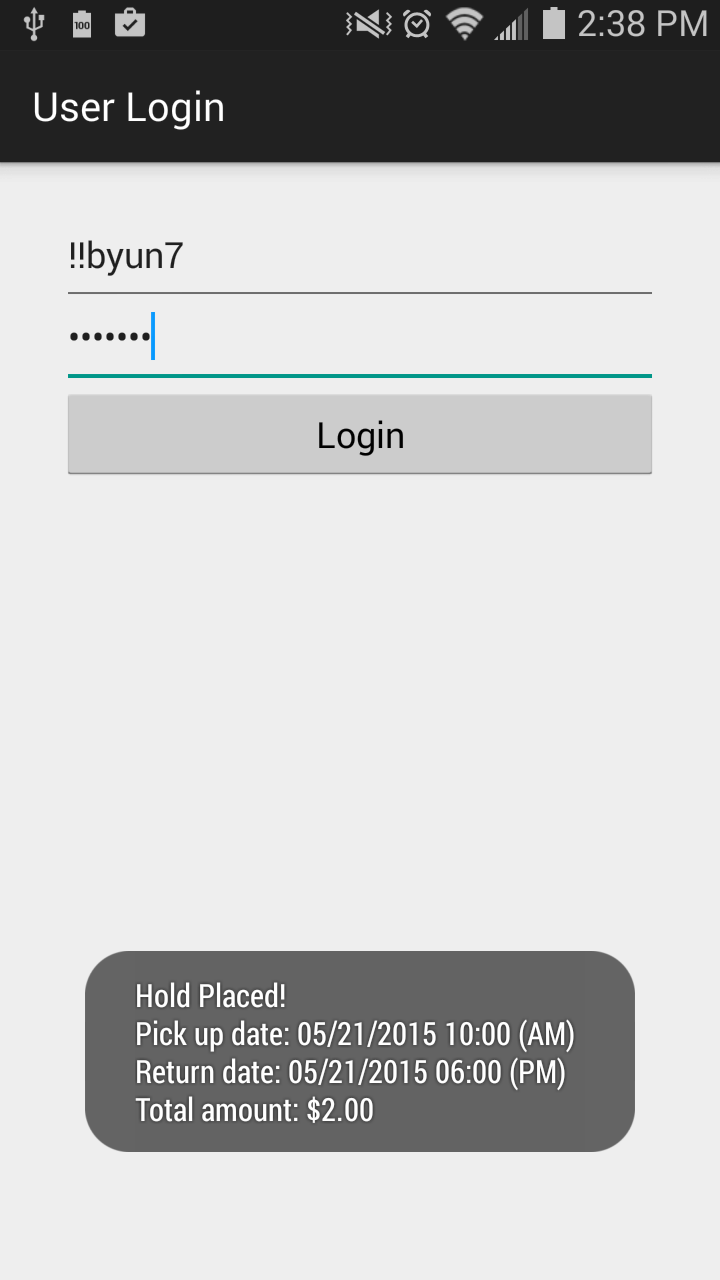 100
2:38 PM
User Login
!!byun7
•••••••
Login
Hold Placed!
Pick up date: 05/21/2015 10:00 (AM)
Return date: 05/21/2015 06:00 (PM)
Total amount: $2.00